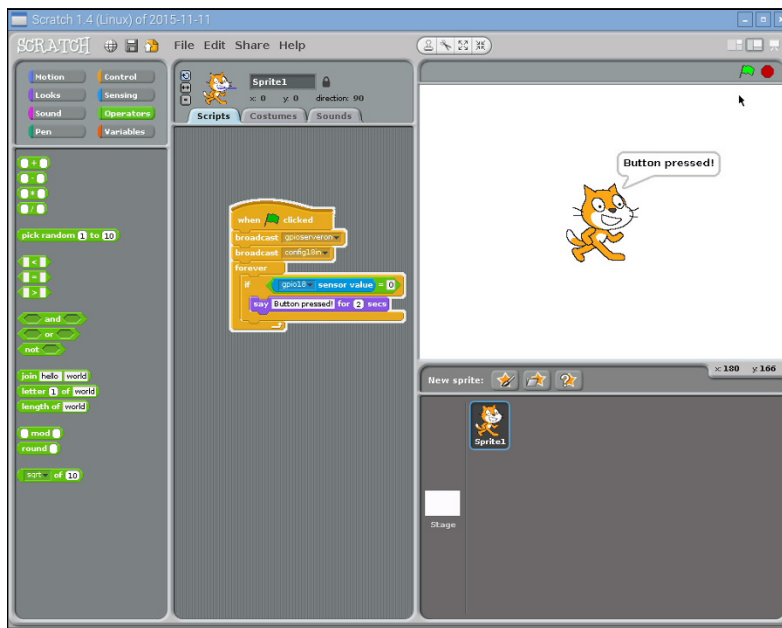 Scratch 1.4 (Linux) of 2015-11-11
SCRATCH File Edit Share Help
Motion Control
Looks Sensing
Sound Operators
Pen Variables
Sprite1
x: 0 y: 0 direction: 90
Scripts Costumes Sounds
+
-
*
/
pick random 1 to 10
<
=
>
and
or
not
join hello world
letter 1 of world
length of world
mod
round
sqrt of 10
when clicked
broadcast gpioserveron
broadcast config18in
forever
if gpio18 sensor value = 0
say Button pressed! for 2 secs
Button pressed!
x: 180 y: 166
New sprite:
Sprite1
Stage